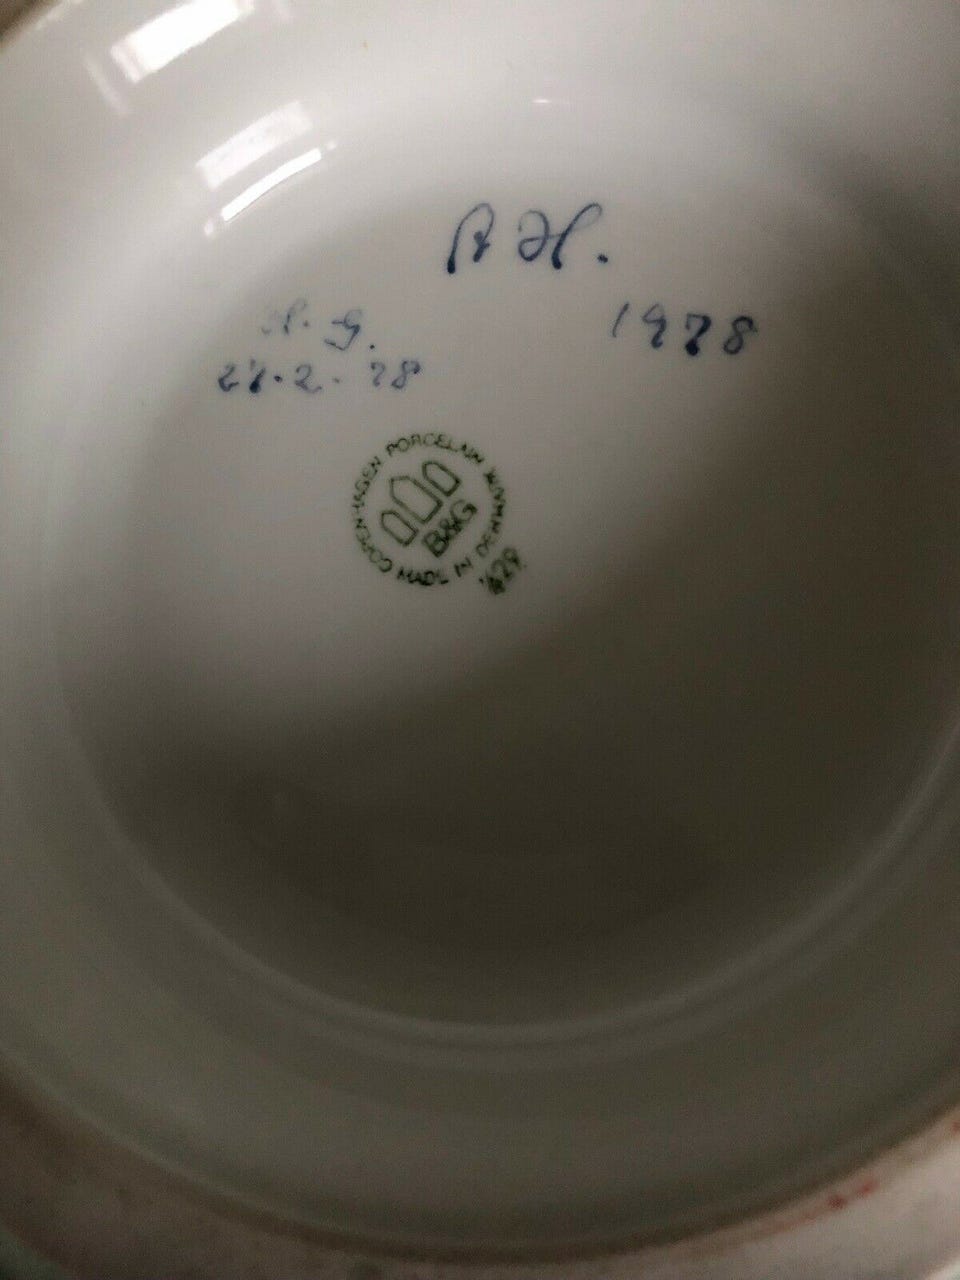 A H.
1978
H. G.
27.2.78
COPENHAGEN PORCELAIN
B&G
MADE IN DENMARK